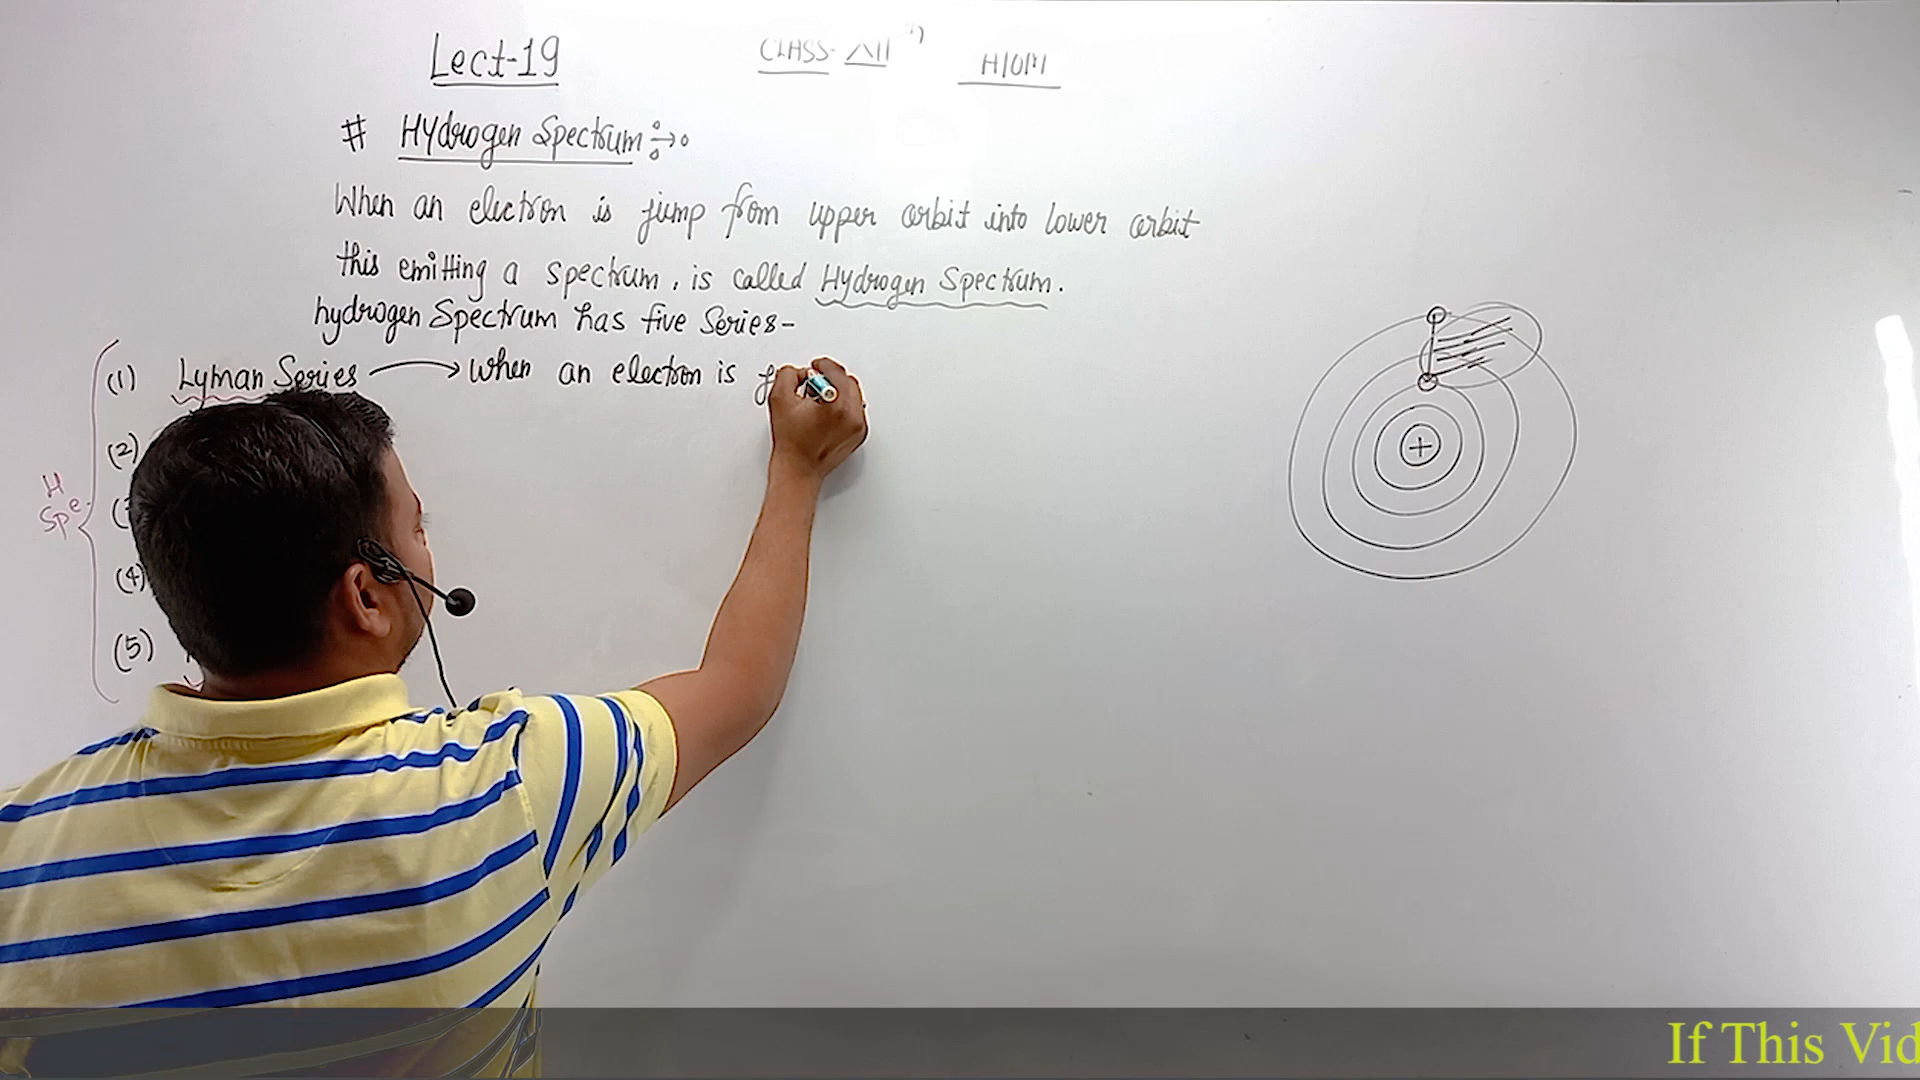 Lect-19
CLASS- XII
ATOM
# Hydrogen Spectrum
When an electron is jump from upper orbit into lower orbit
this emitting a spectrum, is called Hydrogen Spectrum.
hydrogen Spectrum has five Series-
(1) Lyman Series → When an electron is
(2)
(4)
(5)
H
Spe.
+
If This Vid